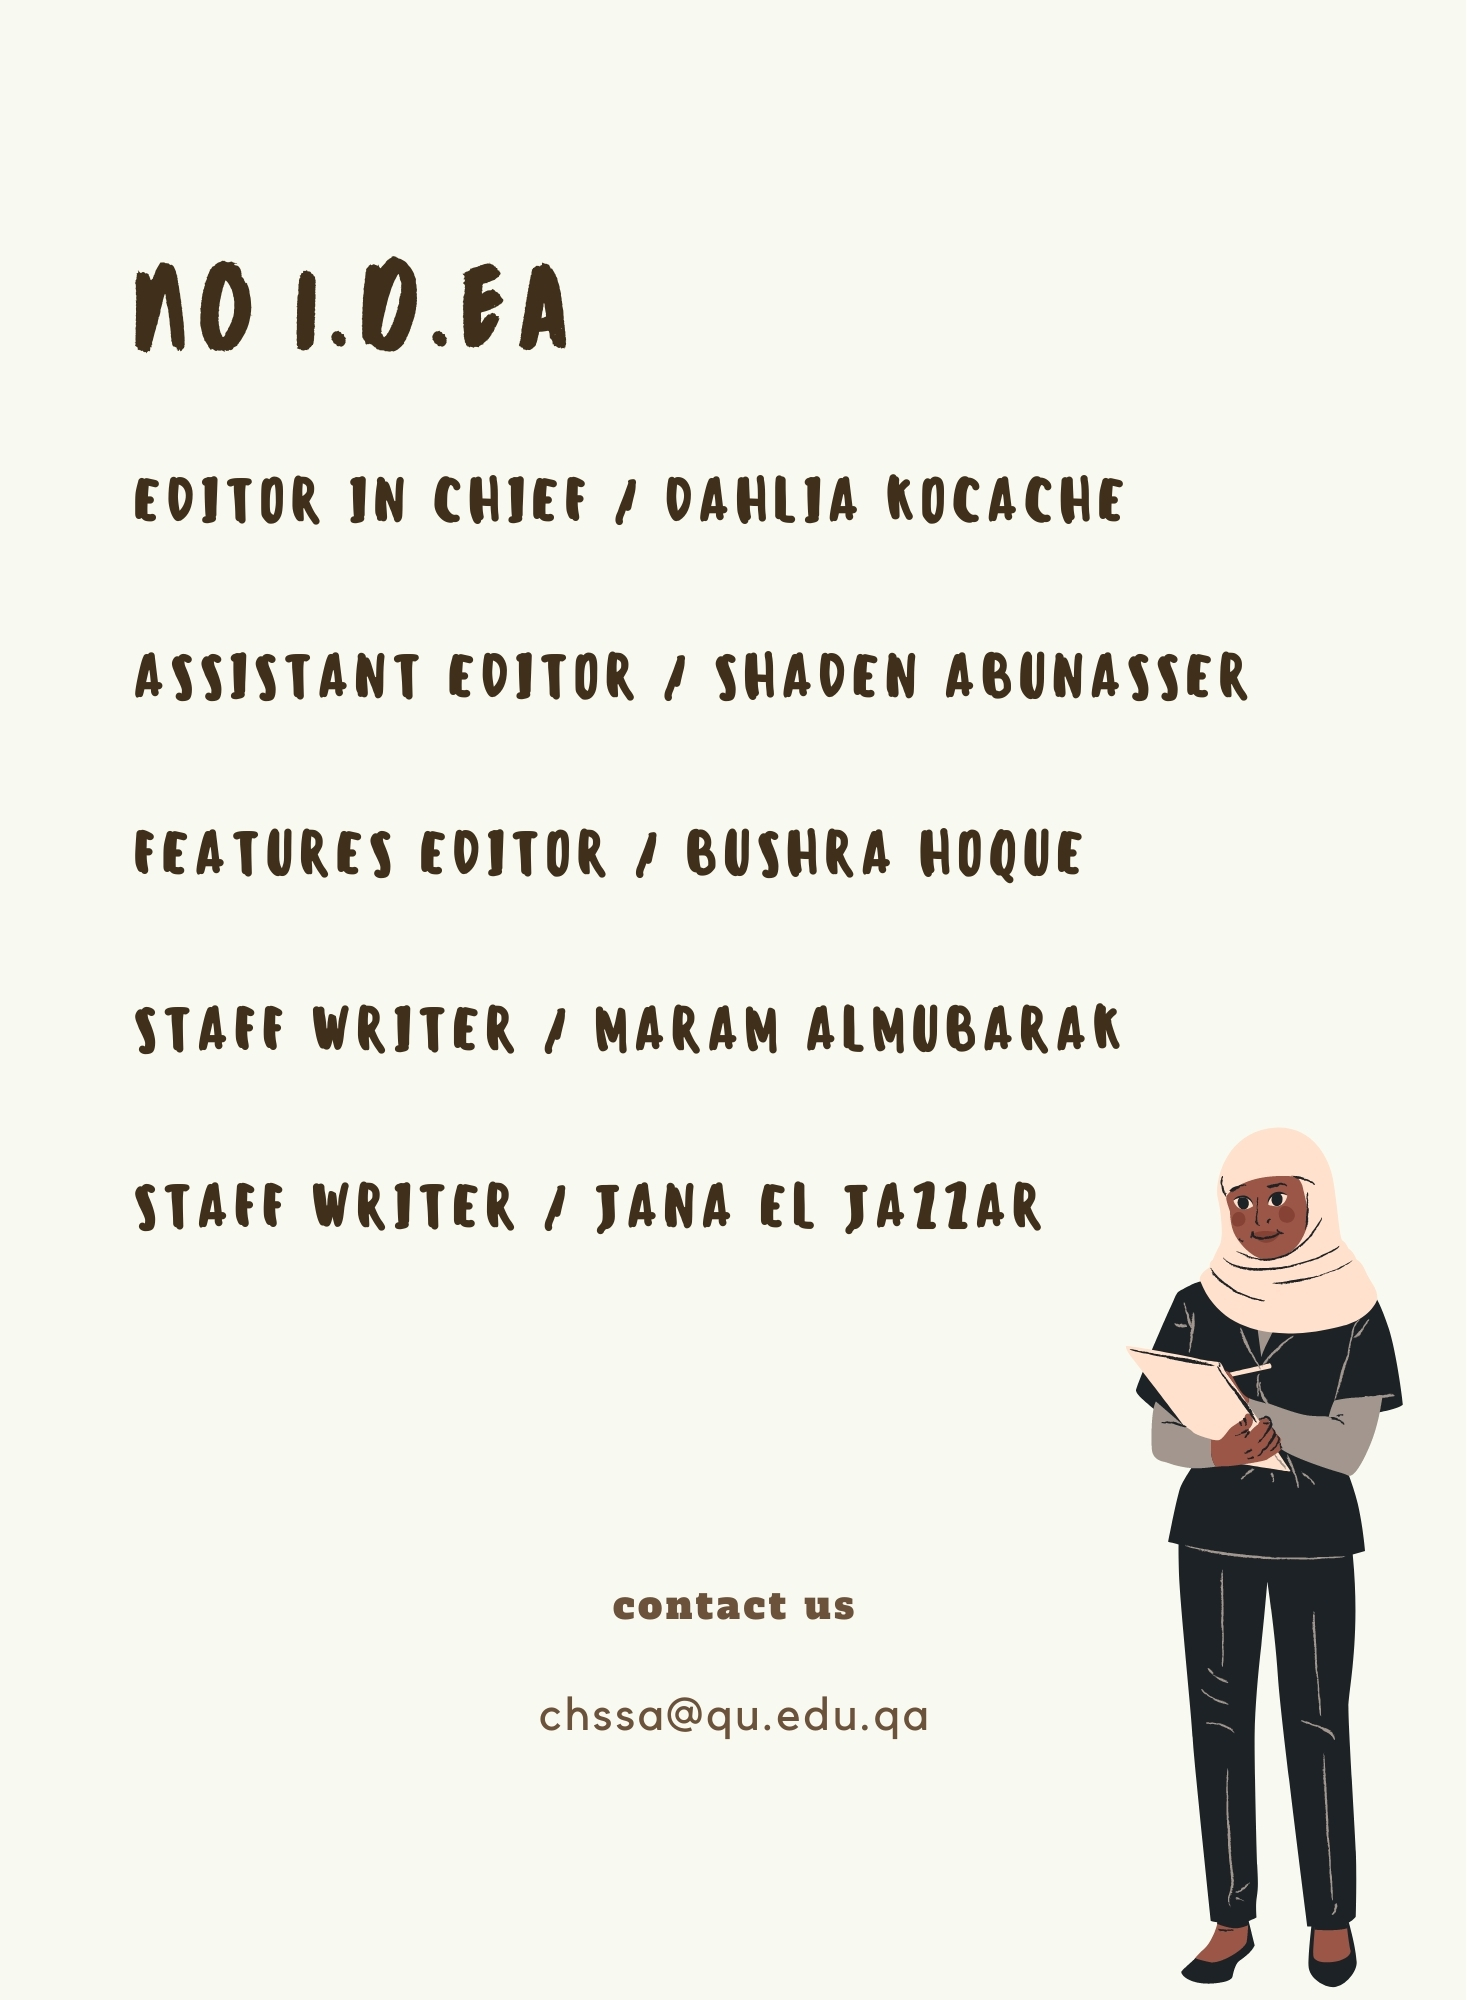 NO I.D.EA
EDITOR IN CHIEF / DAHLIA KOCACHE
ASSISTANT EDITOR / SHADEN ABUNASSER
FEATURES EDITOR / BUSHRA HOQUE
STAFF WRITER / MARAM ALMUBARAK
STAFF WRITER / JANA EL JAZZAR
contact us
chssa@qu.edu.qa